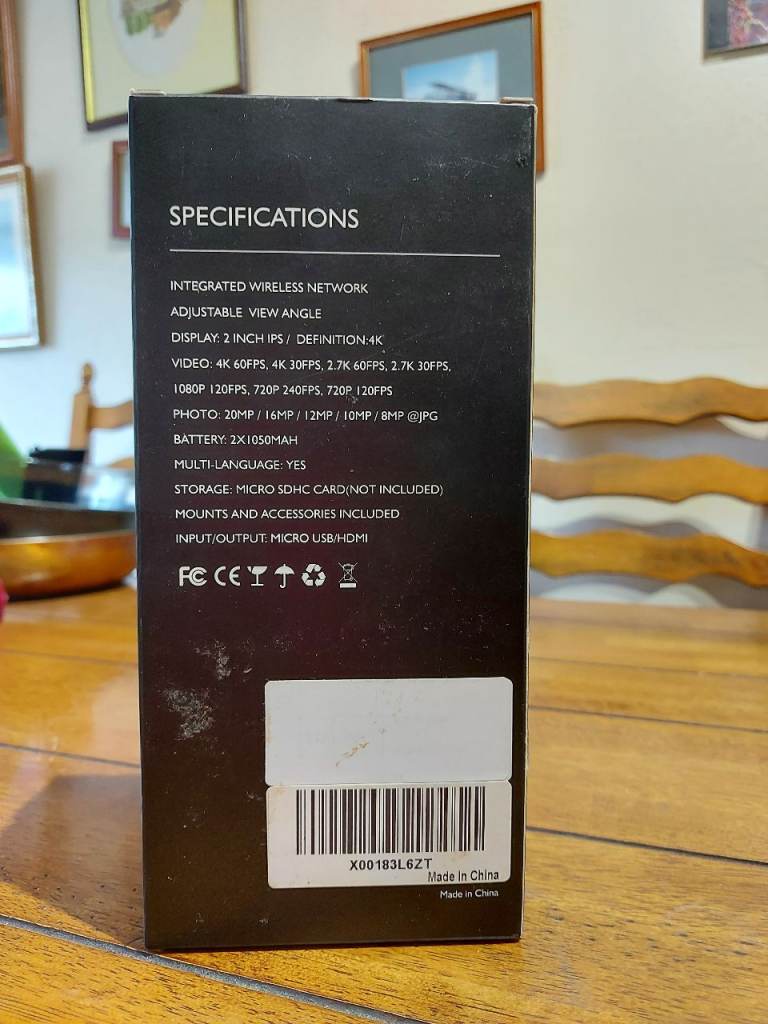 SPECIFICATIONS
INTEGRATED WIRELESS NETWORK
ADJUSTABLE VIEW ANGLE
DISPLAY: 2 INCH IPS / DEFINITION:4K
VIDEO: 4K 60FPS, 4K 30FPS, 2.7K 60FPS, 2.7K 30FPS,
1080P 120FPS, 720P 240FPS, 720P 120FPS
PHOTO: 20MP / 16MP / 12MP / 10MP / 8MP @JPG
BATTERY: 2X1050MAH
MULTI-LANGUAGE: YES
STORAGE: MICRO SDHC CARD(NOT INCLUDED)
MOUNTS AND ACCESSORIES INCLUDED
INPUT/OUTPUT: MICRO USB/HDMI
FC CE
X00183L6ZT
Made In China
Made in China